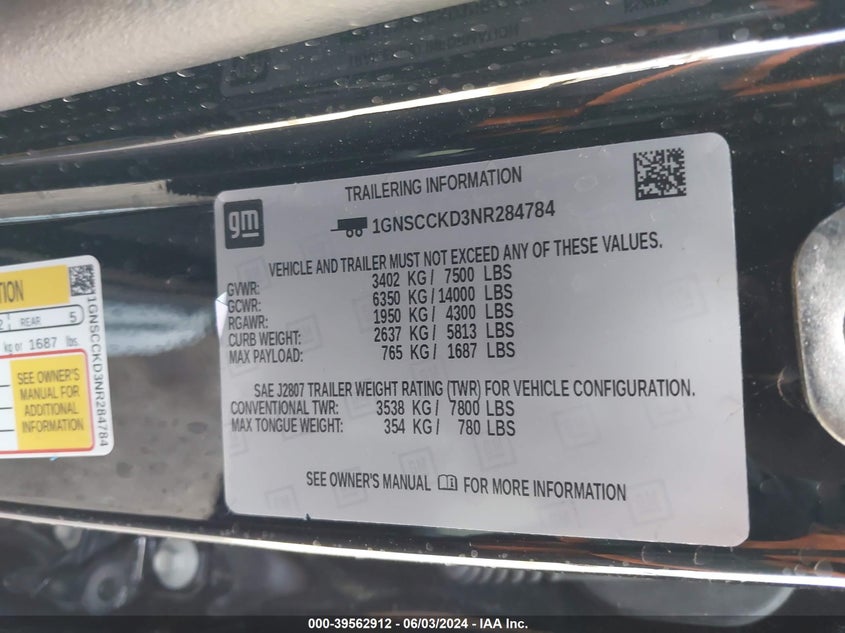 TRAILERING INFORMATION
gm
1GNSCCKD3NR284784
VEHICLE AND TRAILER MUST NOT EXCEED ANY OF THESE VALUES.
GVWR: 3402 KG / 7500 LBS
GCWR: 6350 KG / 14000 LBS
RGAWR: 1950 KG / 4300 LBS
CURB WEIGHT: 2637 KG / 5813 LBS
MAX PAYLOAD: 765 KG / 1687 LBS
SAE J2807 TRAILER WEIGHT RATING (TWR) FOR VEHICLE CONFIGURATION.
CONVENTIONAL TWR: 3538 KG / 7800 LBS
MAX TONGUE WEIGHT: 354 KG / 780 LBS
SEE OWNER'S MANUAL FOR MORE INFORMATION
TION
2 REAR 5
kg or 1687 lbs.
SEE OWNER'S
MANUAL FOR
ADDITIONAL
INFORMATION
1GNSCCKD3NR284784
000-39562912 - 06/03/2024 - IAA Inc.